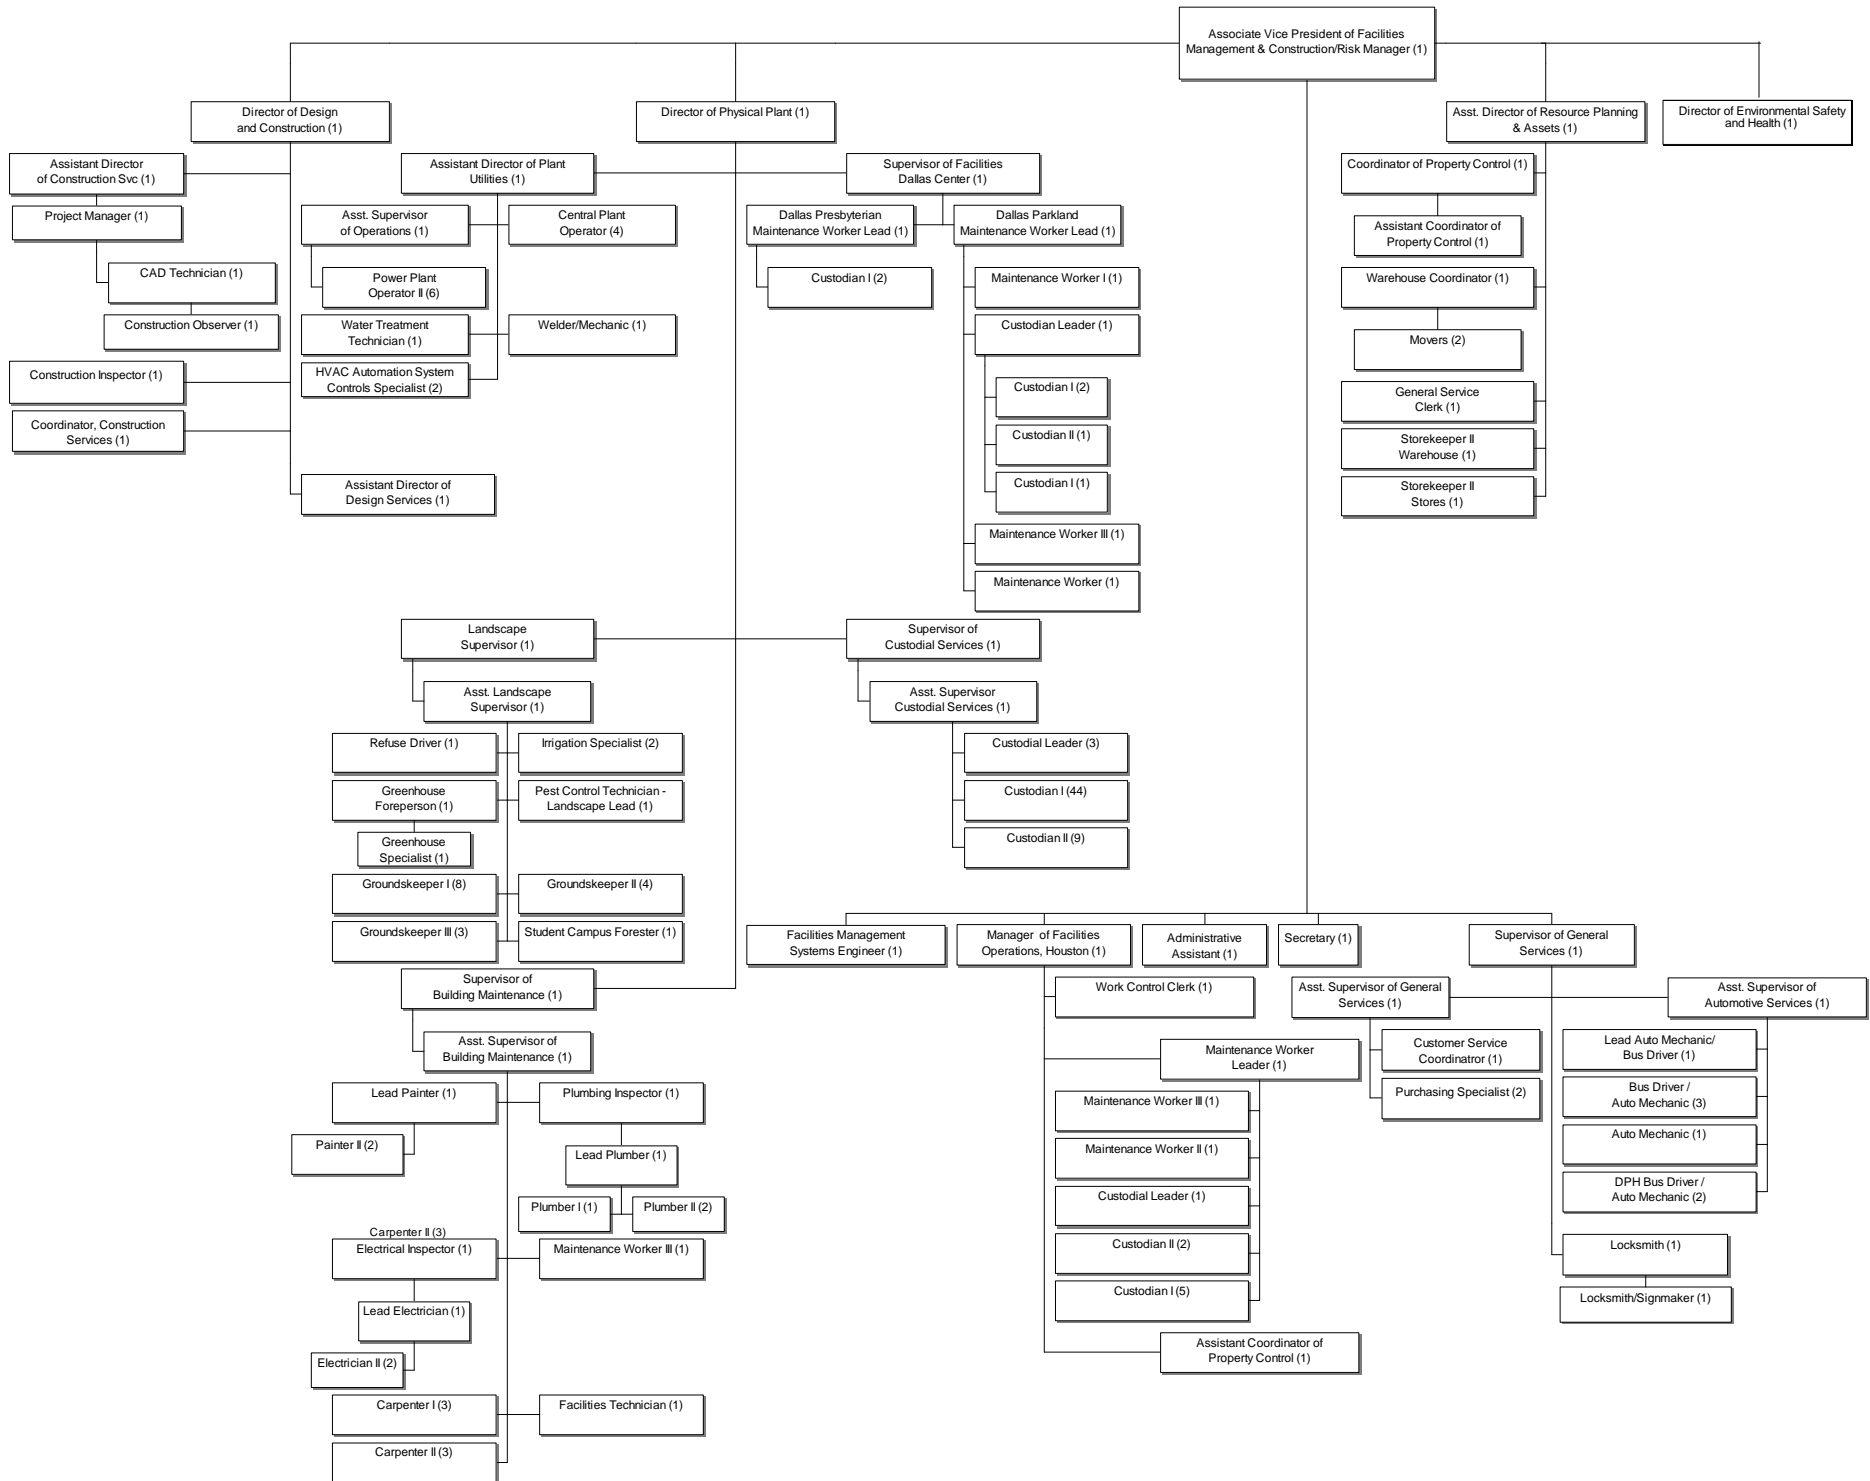 Associate Vice President of Facilities
Management & Construction/Risk Manager (1)
Director of Design
and Construction (1)
Director of Physical Plant (1)
Asst. Director of Resource Planning
& Assets (1)
Director of Environmental Safety
and Health (1)
Assistant Director
of Construction Svc (1)
Project Manager (1)
CAD Technician (1)
Construction Observer (1)
Construction Inspector (1)
Coordinator, Construction
Services (1)
Assistant Director of
Design Services (1)
Assistant Director of Plant
Utilities (1)
Asst. Supervisor
of Operations (1)
Central Plant
Operator (4)
Power Plant
Operator II (6)
Water Treatment
Technician (1)
Welder/Mechanic (1)
HVAC Automation System
Controls Specialist (2)
Supervisor of Facilities
Dallas Center (1)
Dallas Presbyterian
Maintenance Worker Lead (1)
Dallas Parkland
Maintenance Worker Lead (1)
Custodian I (2)
Maintenance Worker I (1)
Custodian Leader (1)
Custodian I (2)
Custodian II (1)
Custodian I (1)
Maintenance Worker III (1)
Maintenance Worker (1)
Coordinator of Property Control (1)
Assistant Coordinator of
Property Control (1)
Warehouse Coordinator (1)
Movers (2)
General Service
Clerk (1)
Storekeeper II
Warehouse (1)
Storekeeper II
Stores (1)
Landscape
Supervisor (1)
Asst. Landscape
Supervisor (1)
Refuse Driver (1)
Irrigation Specialist (2)
Greenhouse
Foreperson (1)
Pest Control Technician -
Landscape Lead (1)
Greenhouse
Specialist (1)
Groundskeeper I (8)
Groundskeeper II (4)
Groundskeeper III (3)
Student Campus Forester (1)
Supervisor of
Custodial Services (1)
Asst. Supervisor
Custodial Services (1)
Custodial Leader (3)
Custodian I (44)
Custodian II (9)
Supervisor of
Building Maintenance (1)
Asst. Supervisor of
Building Maintenance (1)
Lead Painter (1)
Plumbing Inspector (1)
Painter II (2)
Lead Plumber (1)
Plumber I (1)
Plumber II (2)
Carpenter II (3)
Electrical Inspector (1)
Maintenance Worker III (1)
Lead Electrician (1)
Electrician II (2)
Carpenter I (3)
Facilities Technician (1)
Carpenter II (3)
Facilities Management
Systems Engineer (1)
Manager of Facilities
Operations, Houston (1)
Administrative
Assistant (1)
Secretary (1)
Supervisor of General
Services (1)
Work Control Clerk (1)
Maintenance Worker
Leader (1)
Maintenance Worker III (1)
Maintenance Worker II (1)
Custodial Leader (1)
Custodian II (2)
Custodian I (5)
Assistant Coordinator of
Property Control (1)
Asst. Supervisor of General
Services (1)
Customer Service
Coordinatror (1)
Purchasing Specialist (2)
Asst. Supervisor of
Automotive Services (1)
Lead Auto Mechanic/
Bus Driver (1)
Bus Driver /
Auto Mechanic (3)
Auto Mechanic (1)
DPH Bus Driver /
Auto Mechanic (2)
Locksmith (1)
Locksmith/Signmaker (1)